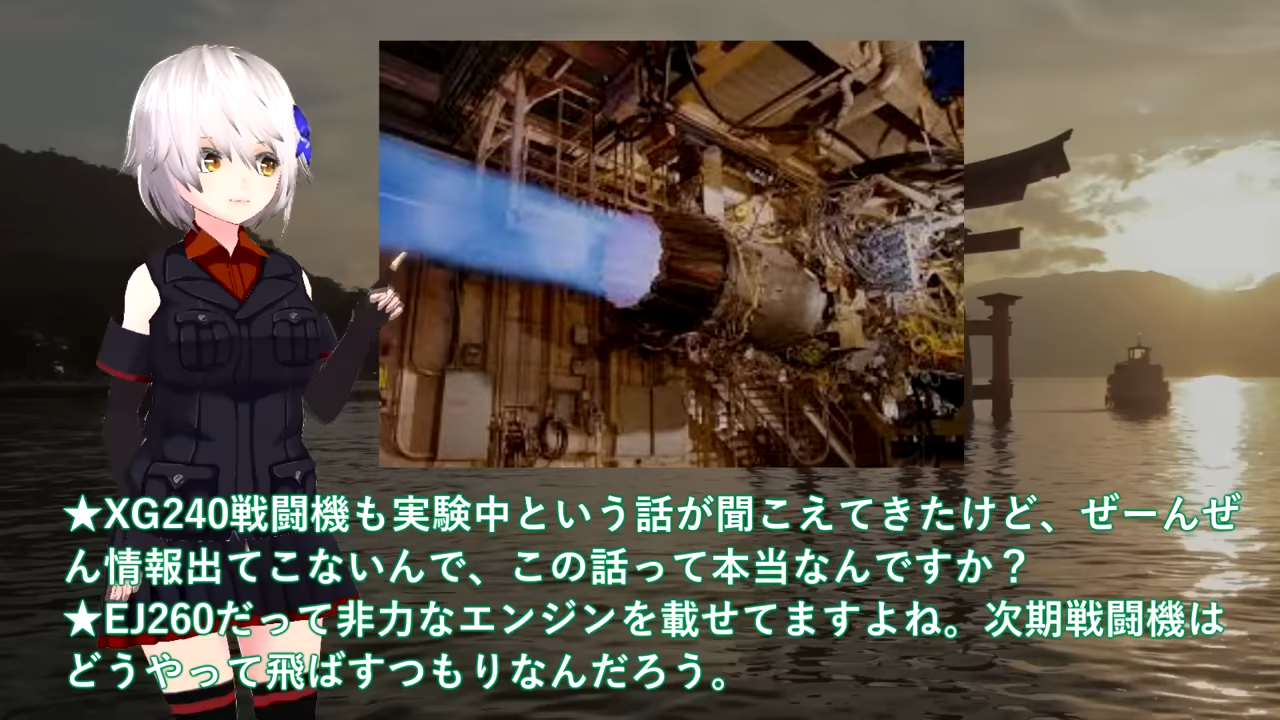 ★XG240戦闘機も実験中という話が聞こえてきたけど、ぜーんぜ
ん情報出てこないんで、この話って本当なんですか？
★EJ260だって非力なエンジンを載せてますよね。次期戦闘機は
どうやって飛ばすつもりなんだろう。